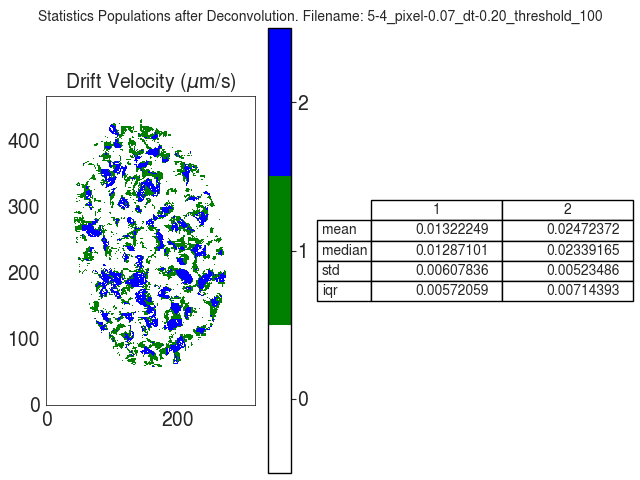 Statistics Populations after Deconvolution. Filename: 5-4_pixel-0.07_dt-0.20_threshold_100
Drift Velocity (μm/s)
400
300
200
100
0
0 200
2
1
0
1 2
mean 0.01322249 0.02472372
median 0.01287101 0.02339165
std 0.00607836 0.00523486
iqr 0.00572059 0.00714393